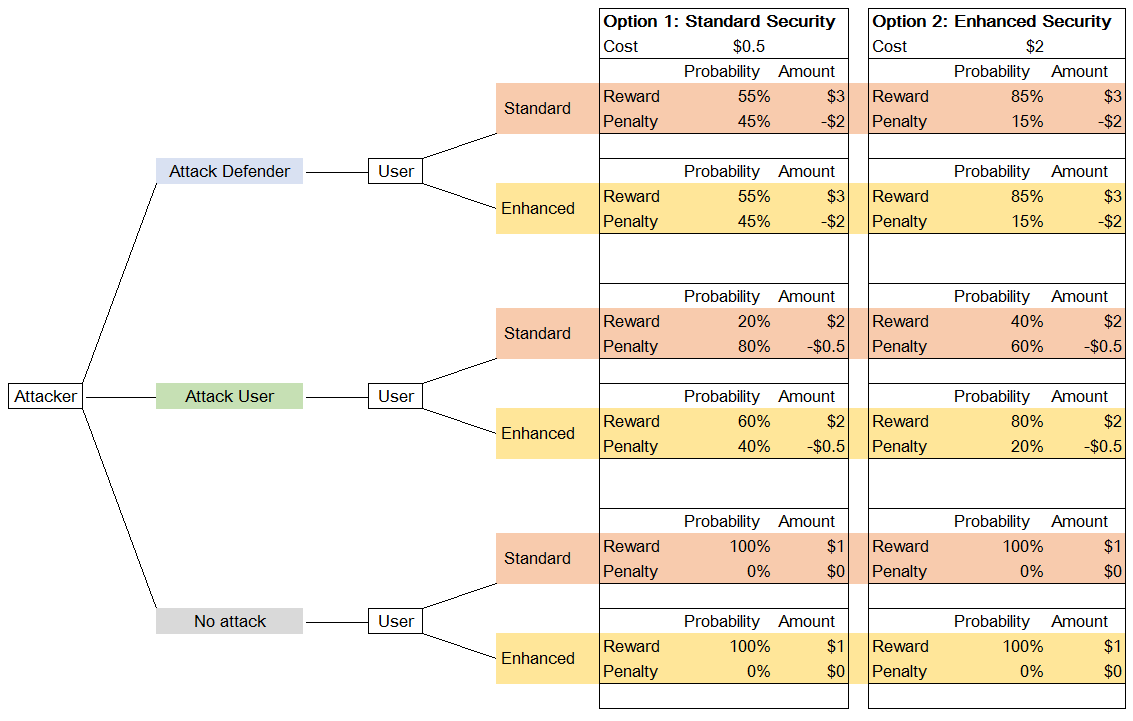 Option 1: Standard Security Option 2: Enhanced Security
Cost $0.5 Cost $2
Probability Amount Probability Amount
Standard Reward 55% $3 Reward 85% $3
Penalty 45% -$2 Penalty 15% -$2
Attack Defender User Probability Amount Probability Amount
Enhanced Reward 55% $3 Reward 85% $3
Penalty 45% -$2 Penalty 15% -$2
Probability Amount Probability Amount
Standard Reward 20% $2 Reward 40% $2
Penalty 80% -$0.5 Penalty 60% -$0.5
Attacker Attack User User Probability Amount Probability Amount
Enhanced Reward 60% $2 Reward 80% $2
Penalty 40% -$0.5 Penalty 20% -$0.5
Probability Amount Probability Amount
Standard Reward 100% $1 Reward 100% $1
Penalty 0% $0 Penalty 0% $0
No attack User Probability Amount Probability Amount
Enhanced Reward 100% $1 Reward 100% $1
Penalty 0% $0 Penalty 0% $0